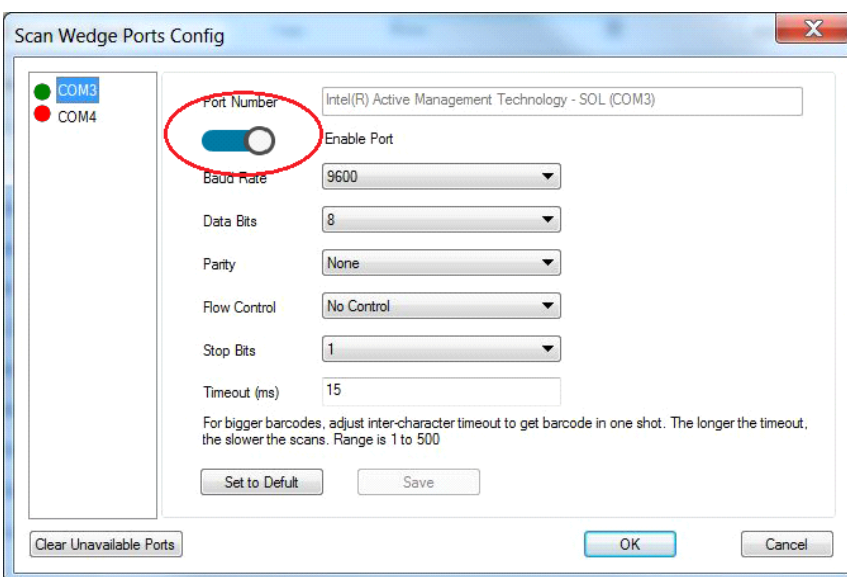 Scan Wedge Ports Config
COM3
COM4
Port Number
Intel(R) Active Management Technology - SOL (COM3)
Enable Port
Baud Rate
9600
Data Bits
8
Parity
None
Flow Control
No Control
Stop Bits
1
Timeout (ms)
15
For bigger barcodes, adjust inter-character timeout to get barcode in one shot. The longer the timeout,
the slower the scans. Range is 1 to 500
Set to Defult
Save
Clear Unavailable Ports
OK
Cancel